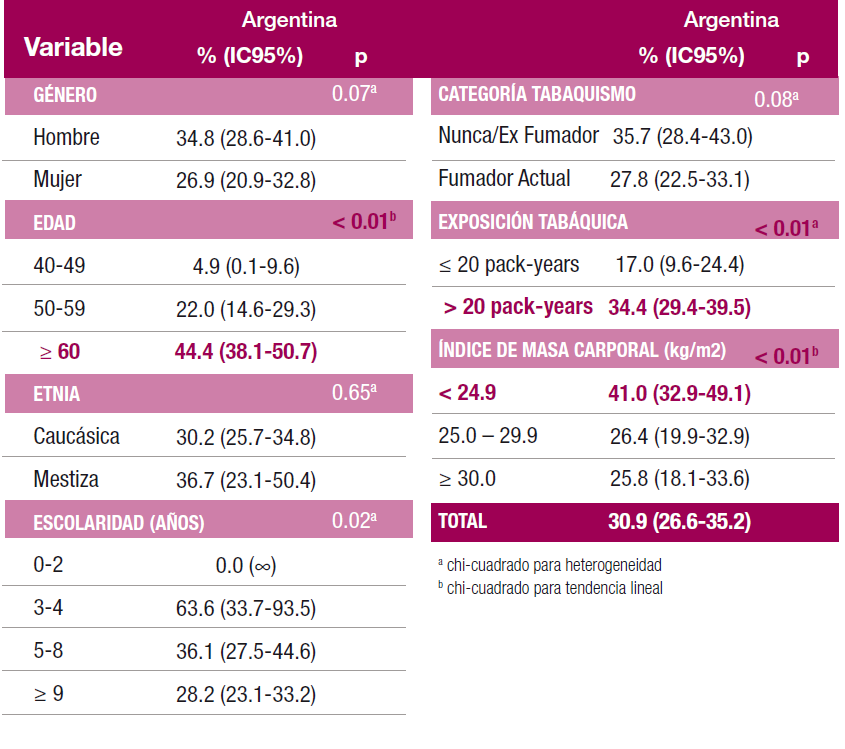 Variable
Argentina
% (IC95%) p
GÉNERO 0.07ª
Hombre 34.8 (28.6-41.0)
Mujer 26.9 (20.9-32.8)
EDAD < 0.01ᵇ
40-49 4.9 (0.1-9.6)
50-59 22.0 (14.6-29.3)
≥ 60 44.4 (38.1-50.7)
ETNIA 0.65ª
Caucásica 30.2 (25.7-34.8)
Mestiza 36.7 (23.1-50.4)
ESCOLARIDAD (AÑOS) 0.02ª
0-2 0.0 (∞)
3-4 63.6 (33.7-93.5)
5-8 36.1 (27.5-44.6)
≥ 9 28.2 (23.1-33.2)
Argentina
% (IC95%) p
CATEGORÍA TABAQUISMO 0.08ª
Nunca/Ex Fumador 35.7 (28.4-43.0)
Fumador Actual 27.8 (22.5-33.1)
EXPOSICIÓN TABÁQUICA < 0.01ª
≤ 20 pack-years 17.0 (9.6-24.4)
> 20 pack-years 34.4 (29.4-39.5)
ÍNDICE DE MASA CARPORAL (kg/m2) < 0.01ᵇ
< 24.9 41.0 (32.9-49.1)
25.0 – 29.9 26.4 (19.9-32.9)
≥ 30.0 25.8 (18.1-33.6)
TOTAL 30.9 (26.6-35.2)
ª chi-cuadrado para heterogeneidad
ᵇ chi-cuadrado para tendencia lineal